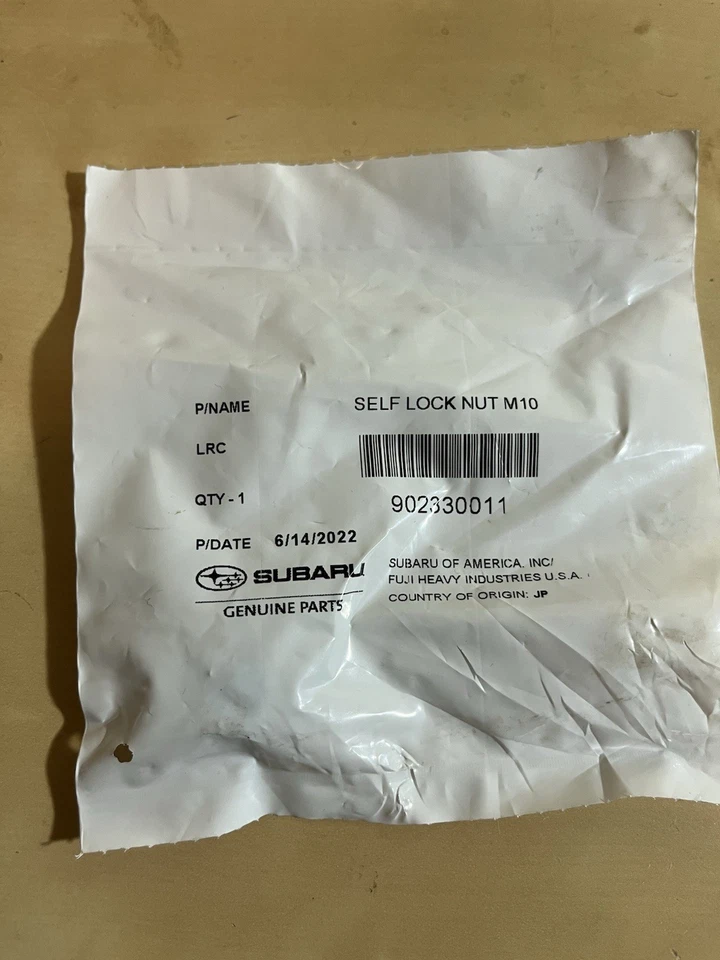 P/NAME SELF LOCK NUT M10
LRC
QTY - 1 902330011
P/DATE 6/14/2022
SUBARU
GENUINE PARTS
SUBARU OF AMERICA. INC/
FUJI HEAVY INDUSTRIES U.S.A.
COUNTRY OF ORIGIN: JP